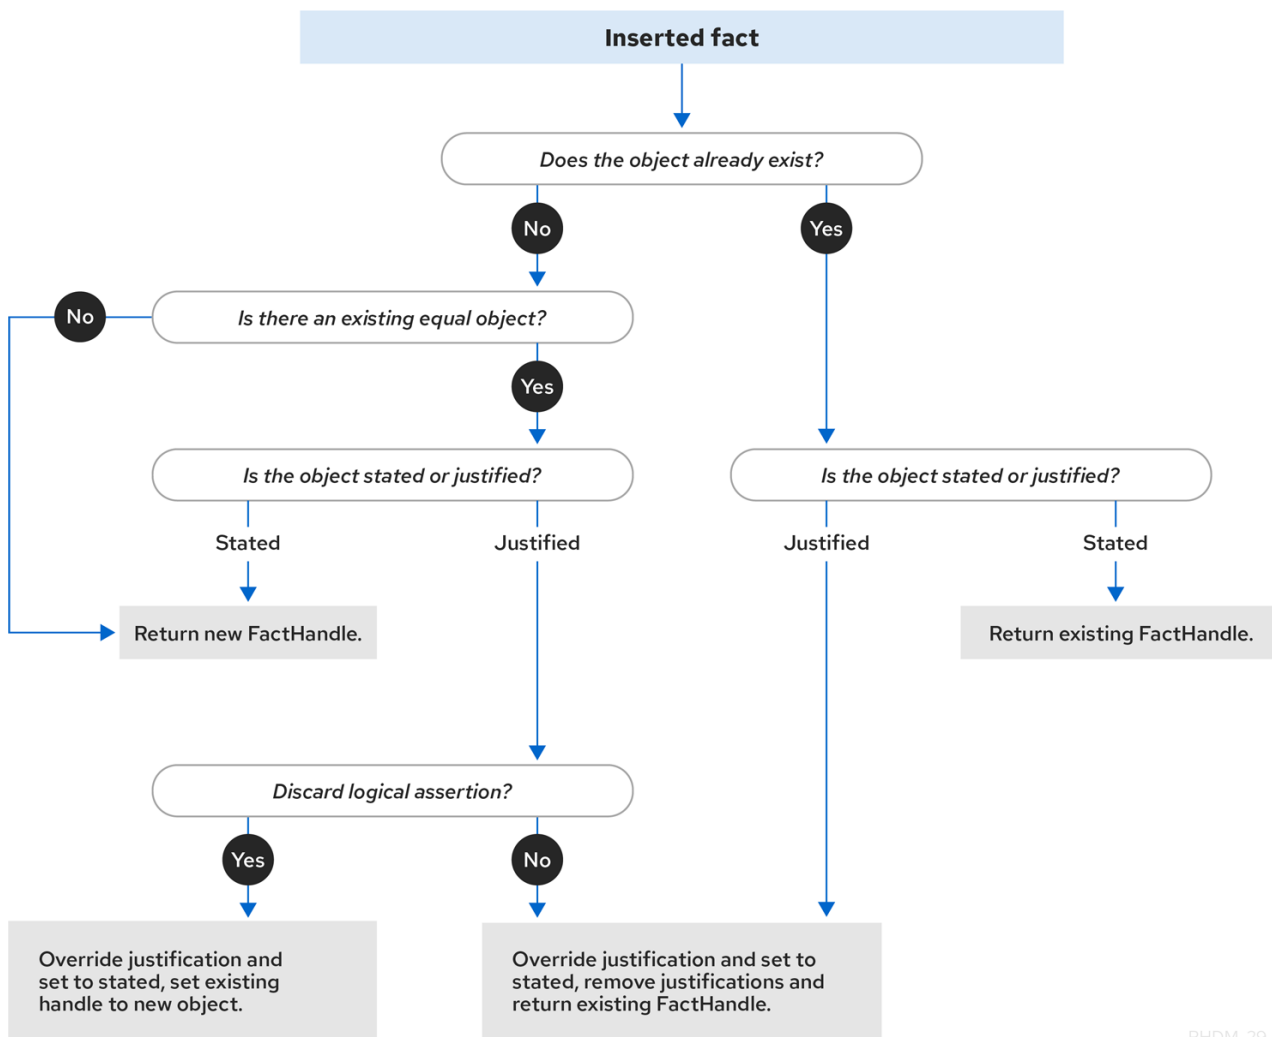 Inserted fact
Does the object already exist?
No
Yes
No
Is there an existing equal object?
Yes
Is the object stated or justified?
Is the object stated or justified?
Stated
Justified
Justified
Stated
Return new FactHandle.
Return existing FactHandle.
Discard logical assertion?
Yes
No
Override justification and
set to stated, set existing
handle to new object.
Override justification and set to
stated, remove justifications and
return existing FactHandle.